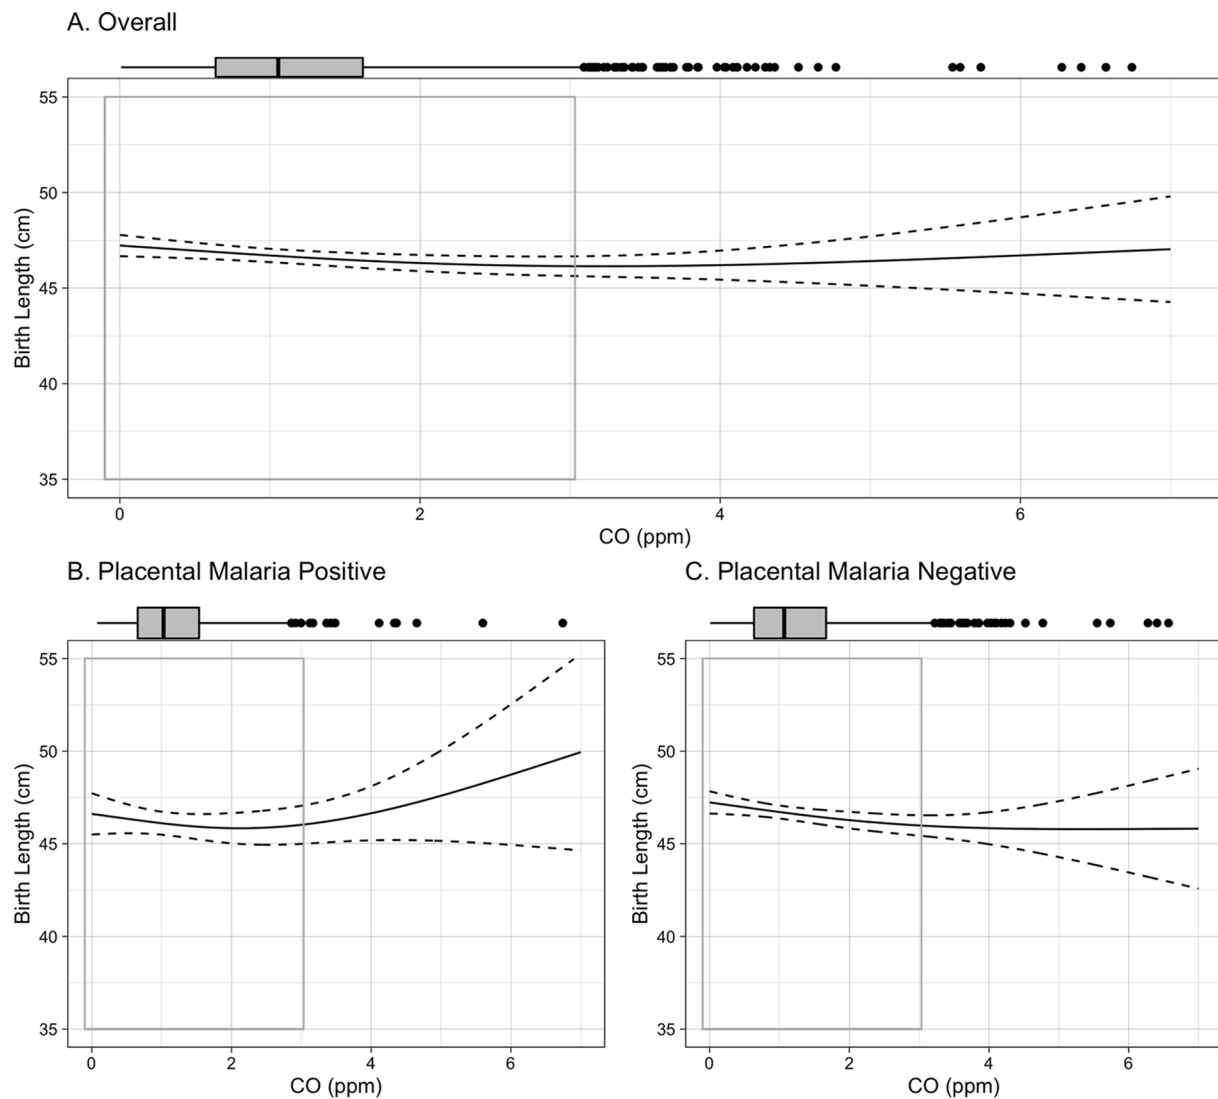 A. Overall
55
50
45
40
35
Birth Length (cm)
0 2 4 6
CO (ppm)
B. Placental Malaria Positive
55
50
45
40
35
Birth Length (cm)
0 2 4 6
CO (ppm)
C. Placental Malaria Negative
55
50
45
40
35
Birth Length (cm)
0 2 4 6
CO (ppm)